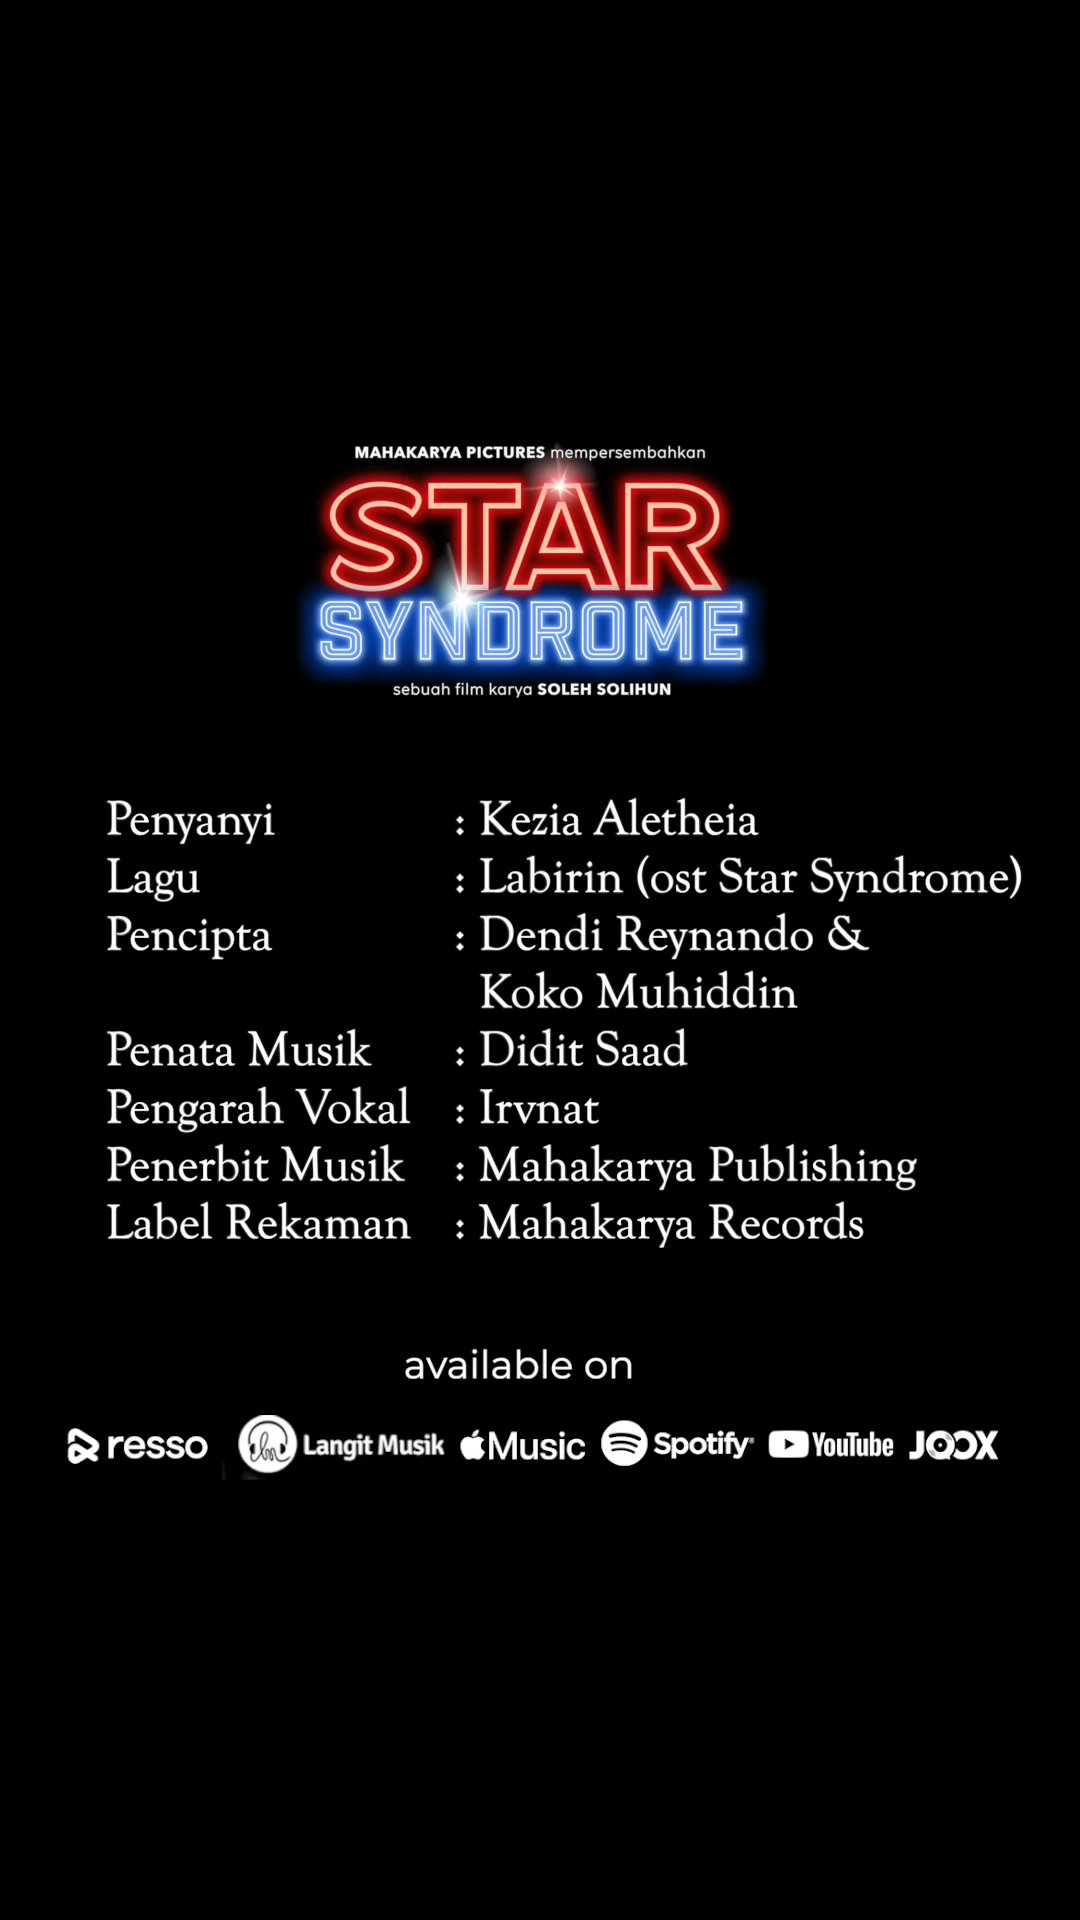 MAHAKARYA PICTURES mempersembahkan
STAR
SYNDROME
sebuah film karya SOLEH SOLIHUN
Penyanyi : Kezia Aletheia
Lagu : Labirin (ost Star Syndrome)
Pencipta : Dendi Reynando &
Koko Muhiddin
Penata Musik : Didit Saad
Pengarah Vokal : Irvnat
Penerbit Musik : Mahakarya Publishing
Label Rekaman : Mahakarya Records
available on
resso Langit Musik Music Spotify YouTube JOOX